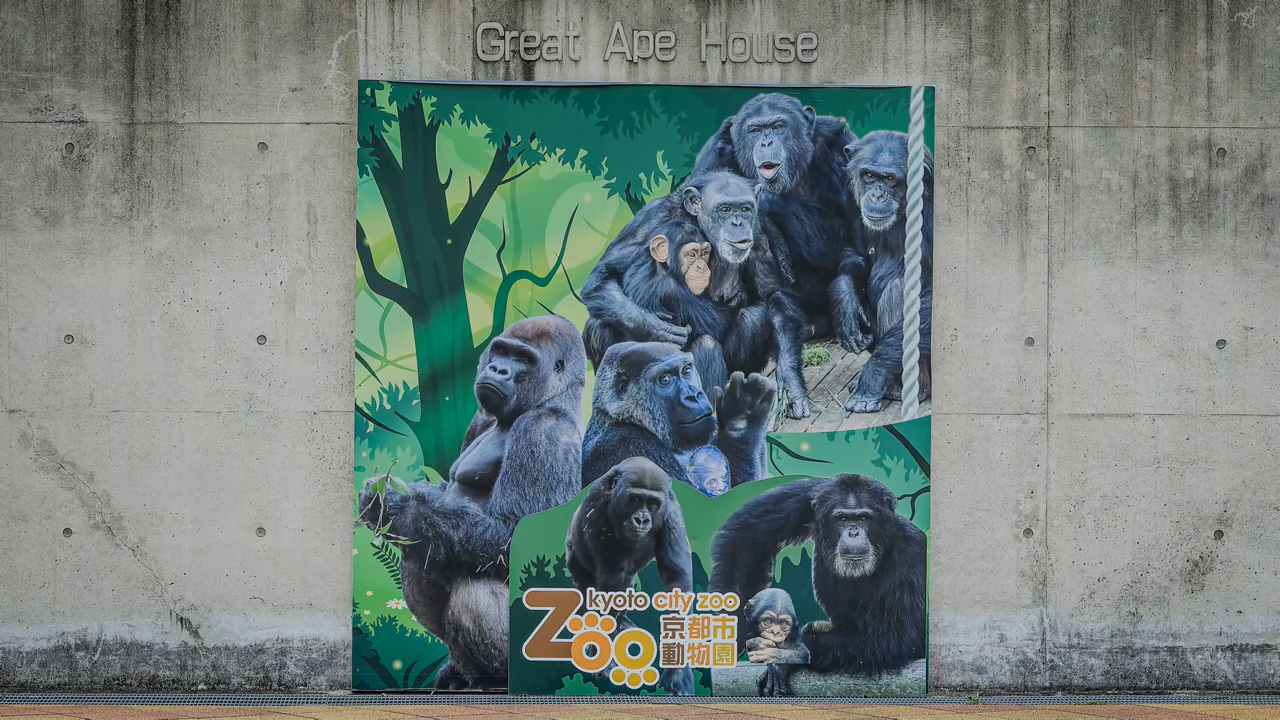 Great Ape House
kyoto city zoo
Zoo
京都市
動物園